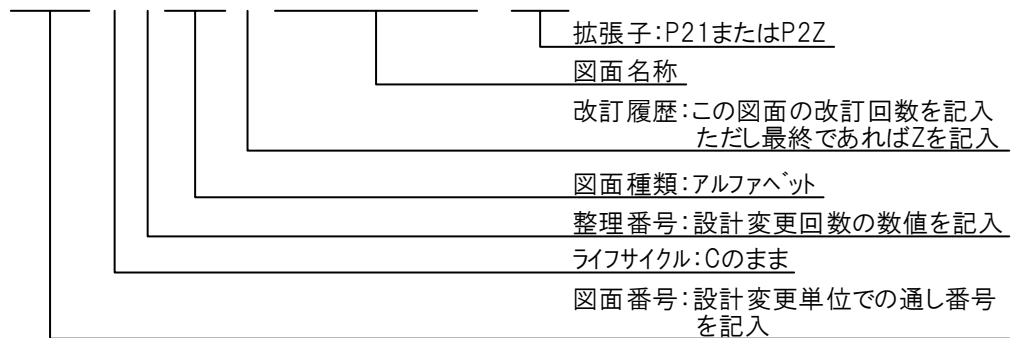 拡張子：P21またはP2Z
図面名称
改訂履歴：この図面の改訂回数を記入
ただし最終であればZを記入
図面種類：アルファベット
整理番号：設計変更回数の数値を記入
ライフサイクル：Cのまま
図面番号：設計変更単位での通し番号
を記入